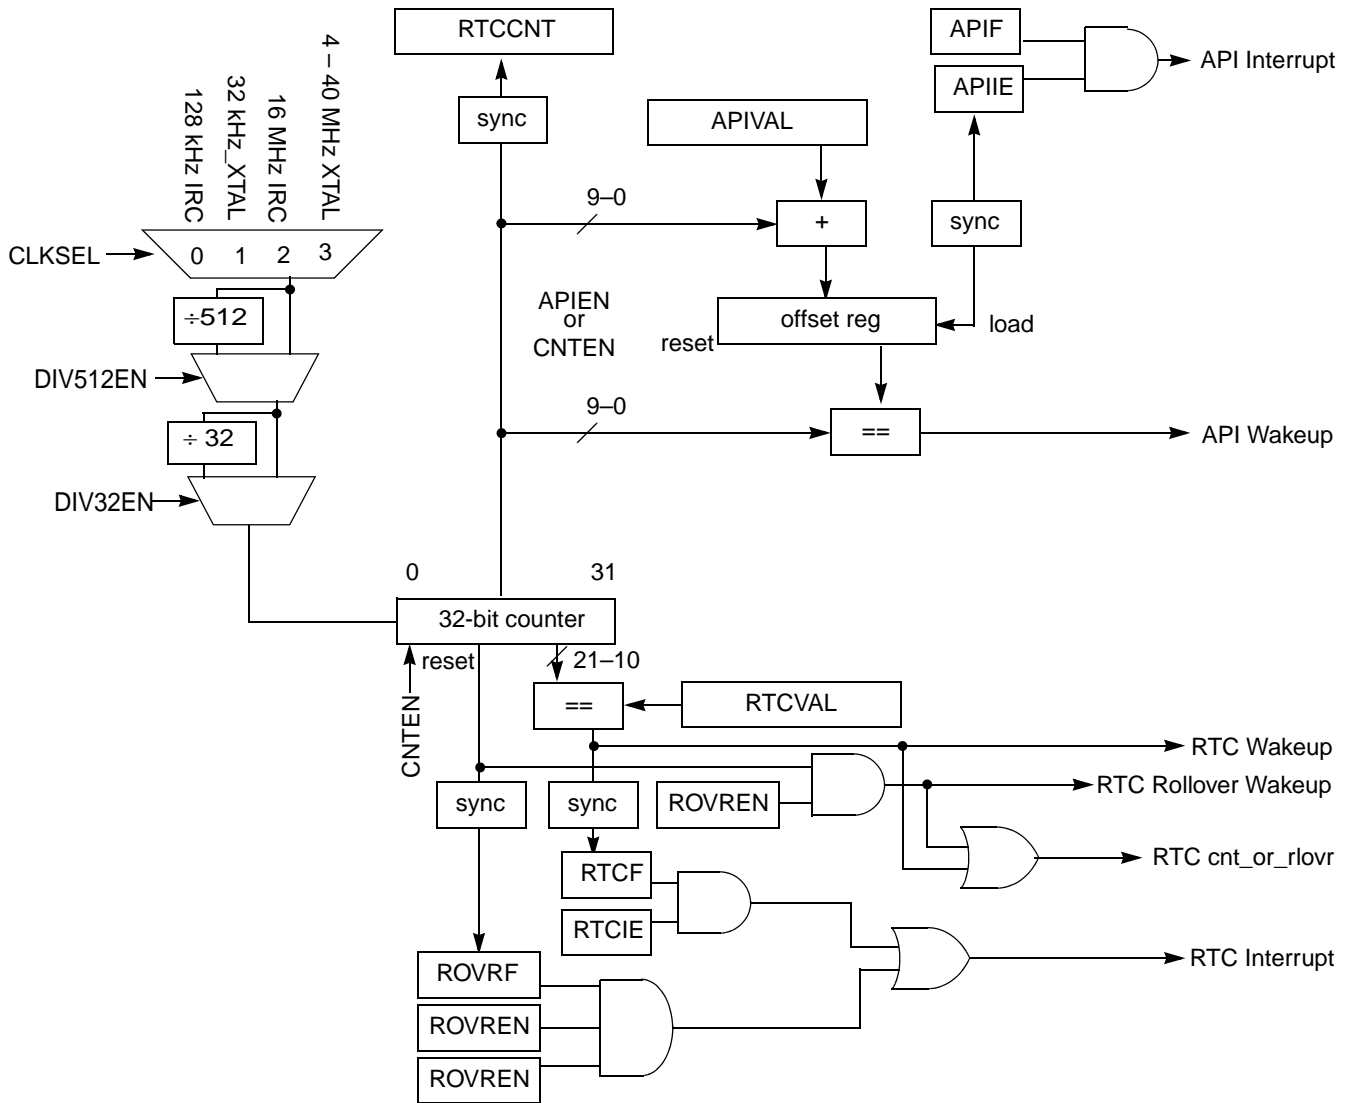 RTCCNT
APIF
API Interrupt
APIIE
sync
APIVAL
128 kHz IRC
32 kHz_XTAL
16 MHz IRC
4 – 40 MHz XTAL
9–0
+
sync
CLKSEL
0 1 2 3
÷512
APIEN
or
CNTEN
offset reg
load
reset
DIV512EN
9–0
==
API Wakeup
÷ 32
DIV32EN
0 31
32-bit counter
reset
21–10
CNTEN
==
RTCVAL
RTC Wakeup
RTC Rollover Wakeup
sync
sync
ROVREN
RTC cnt_or_rlovr
RTCF
RTCIE
RTC Interrupt
ROVRF
ROVREN
ROVREN